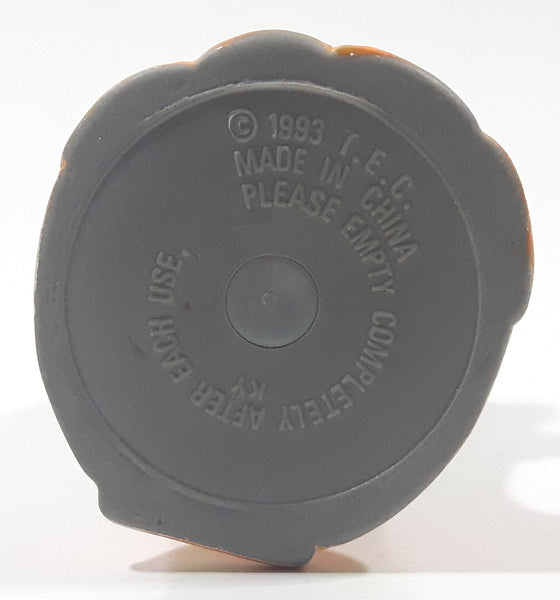 © 1993 T.E.C.
MADE IN CHINA
PLEASE EMPTY COMPLETELY AFTER EACH USE.
KY